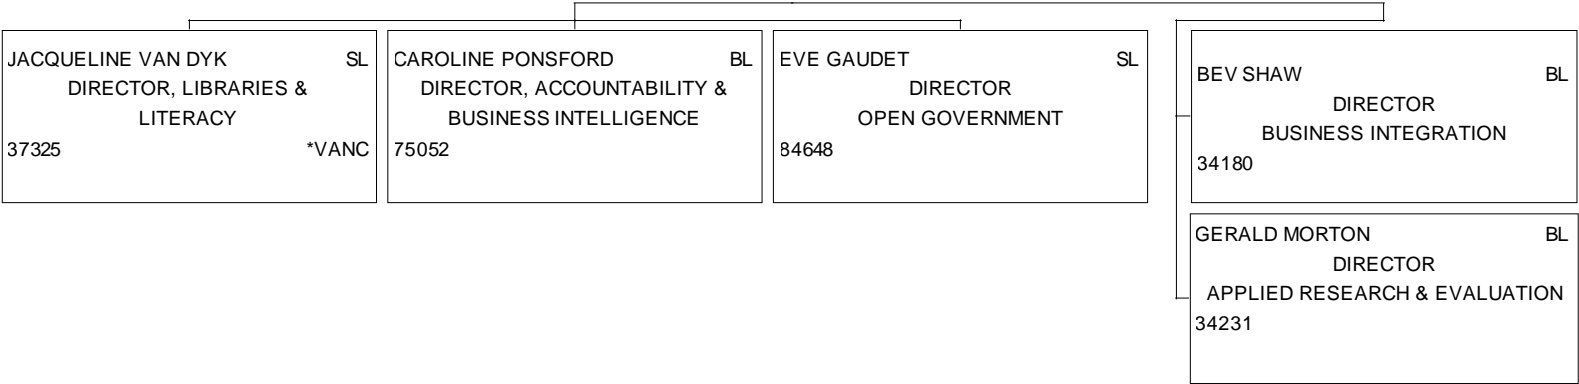 JACQUELINE VAN DYK SL
DIRECTOR, LIBRARIES &
LITERACY
37325 *VANC
CAROLINE PONSFORD BL
DIRECTOR, ACCOUNTABILITY &
BUSINESS INTELLIGENCE
75052
EVE GAUDET SL
DIRECTOR
OPEN GOVERNMENT
84648
BEV SHAW BL
DIRECTOR
BUSINESS INTEGRATION
34180
GERALD MORTON BL
DIRECTOR
APPLIED RESEARCH & EVALUATION
34231